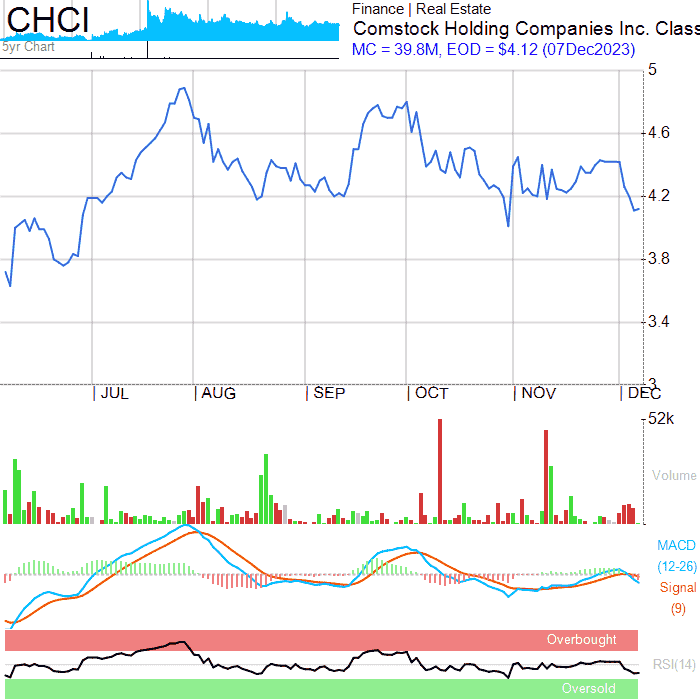 CHCI
5yr Chart
Finance | Real Estate
Comstock Holding Companies Inc. Class
MC = 39.8M, EOD = $4.12 (07Dec2023)
5
4.6
4.2
3.8
3.4
3
JUL AUG SEP OCT NOV DEC
52k
Volume
MACD
(12-26)
Signal
(9)
Overbought
RSI(14)
Oversold